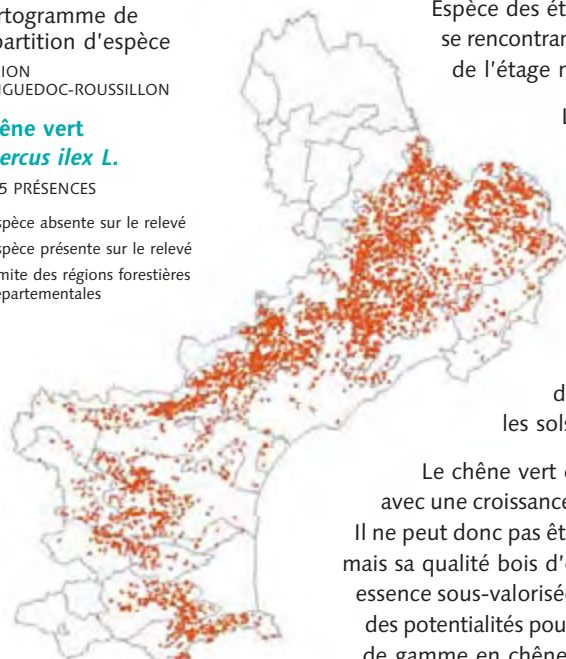 rtogramme de
partition d'espèce
ION
GUEDOC-ROUSSILLON
êne vert
ercus ilex L.
5 PRÉSENCES
spèce absente sur le relevé
spèce présente sur le relevé
mite des régions forestières
épartementales
Espèce des ét
se rencontran
de l'étage r
L
d
les sols
Le chêne vert
avec une croissance
Il ne peut donc pas êt
mais sa qualité bois d'
essence sous-valorisée
des potentialités pou
de gamme en chêne